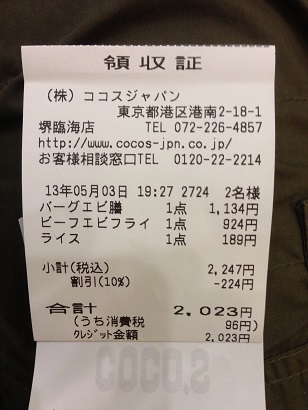 領収証
(株) ココスジャパン
東京都港区港南2-18-1
堺臨海店 TEL 072-226-4857
http://www.cocos-jpn.co.jp/
お客様相談窓口TEL 0120-22-2214
13年05月03日 19:27 2724 2名様
バーグエビ膳 1点 1,134円
ビーフエビフライ 1点 924円
ライス 1点 189円
小計(税込) 2,247円
割引(10%) -224円
合計 2,023円
(うち消費税 96円)
クレジット金額 2,023円
COCO'S